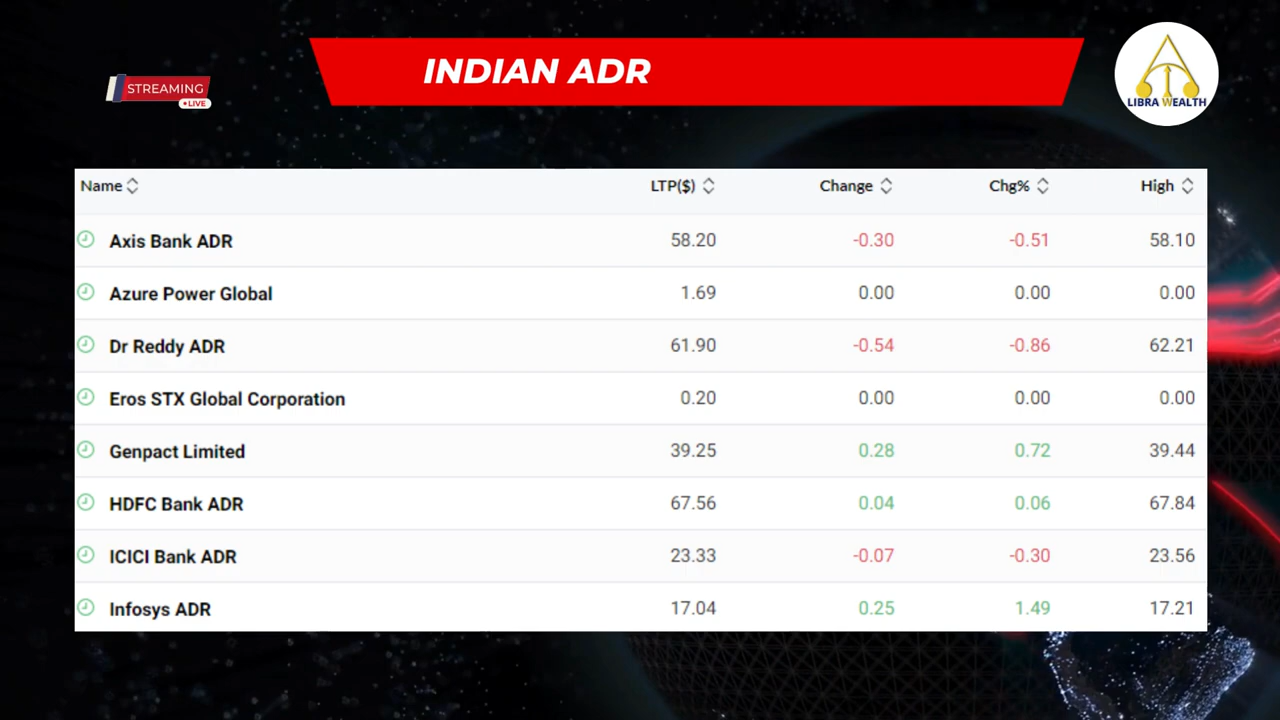 INDIAN ADR
STREAMING
LIVE
LIBRA WEALTH
Name LTP($) Change Chg% High
Axis Bank ADR 58.20 -0.30 -0.51 58.10
Azure Power Global 1.69 0.00 0.00 0.00
Dr Reddy ADR 61.90 -0.54 -0.86 62.21
Eros STX Global Corporation 0.20 0.00 0.00 0.00
Genpact Limited 39.25 0.28 0.72 39.44
HDFC Bank ADR 67.56 0.04 0.06 67.84
ICICI Bank ADR 23.33 -0.07 -0.30 23.56
Infosys ADR 17.04 0.25 1.49 17.21